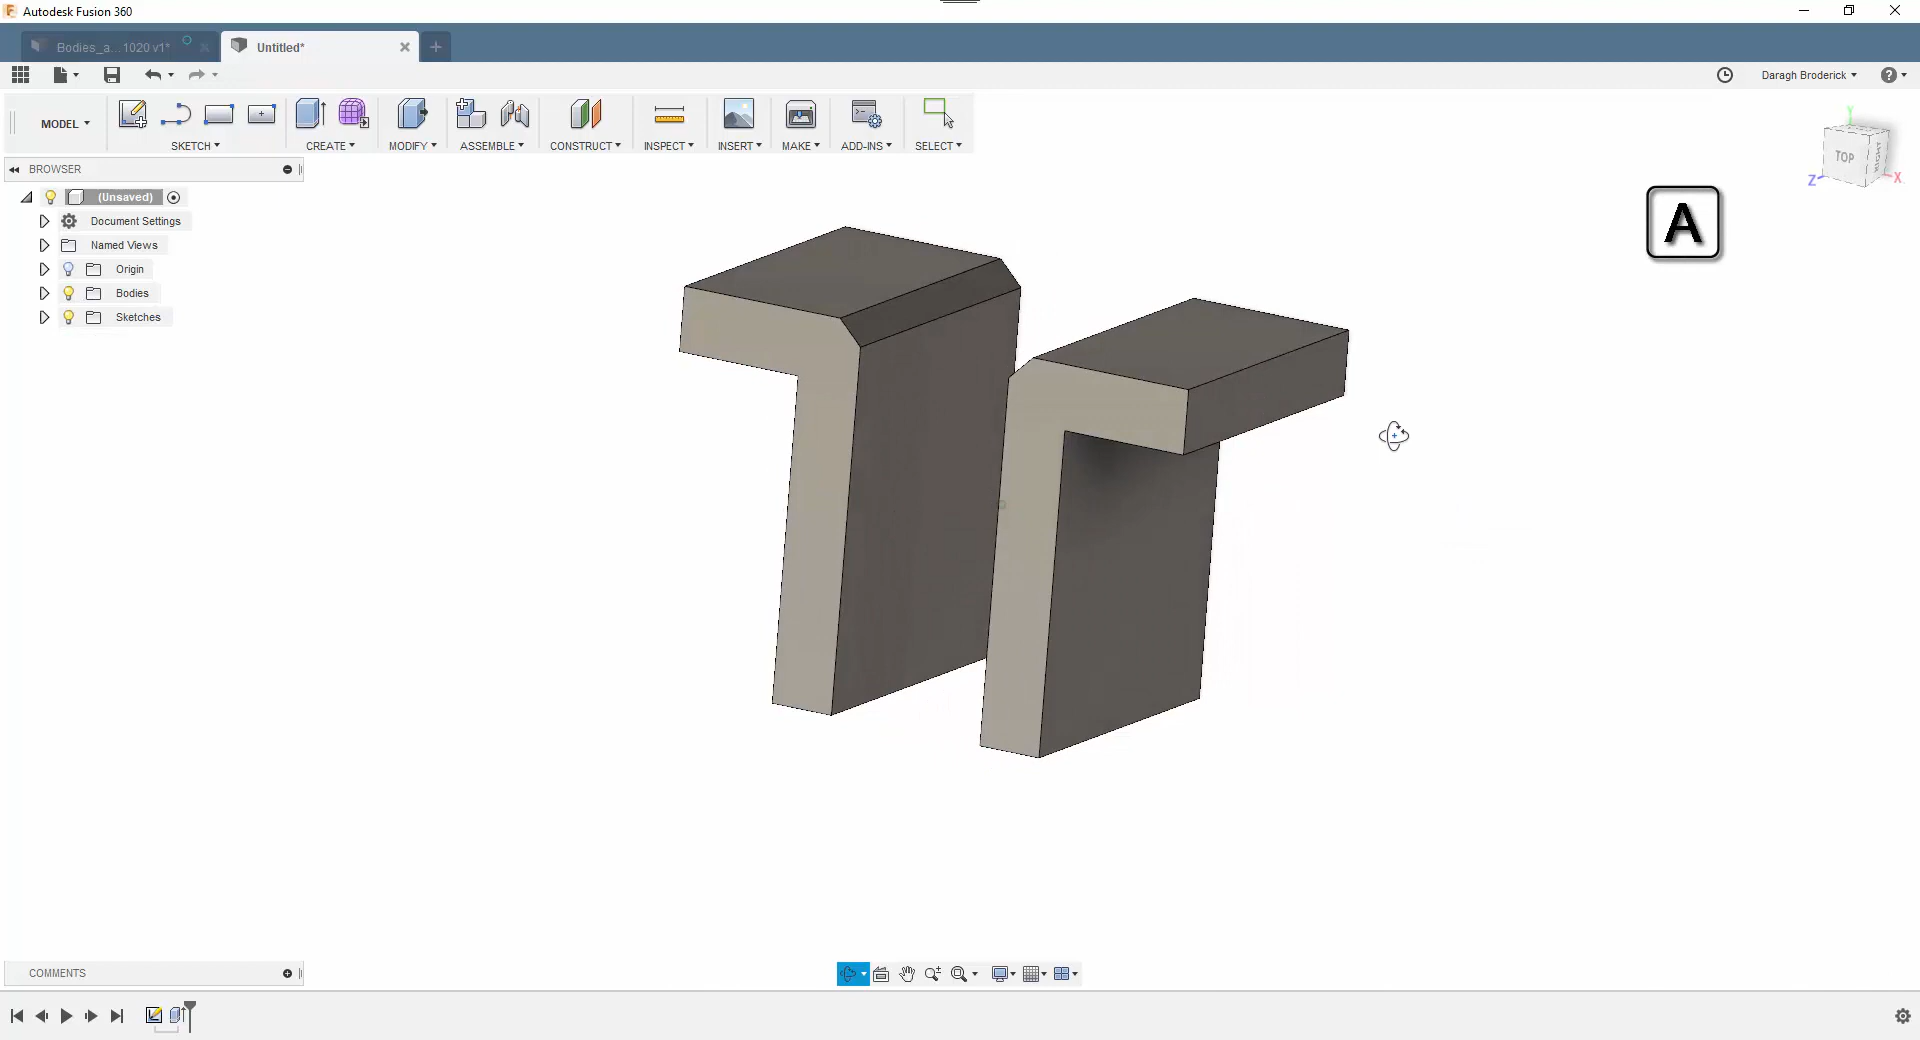 Autodesk Fusion 360
Bodies_a...1020 v1*
Untitled*
Daragh Broderick
MODEL
SKETCH
CREATE
MODIFY
ASSEMBLE
CONSTRUCT
INSPECT
INSERT
MAKE
ADD-INS
SELECT
BROWSER
(Unsaved)
Document Settings
Named Views
Origin
Bodies
Sketches
Y
TOP
Z
X
A
COMMENTS